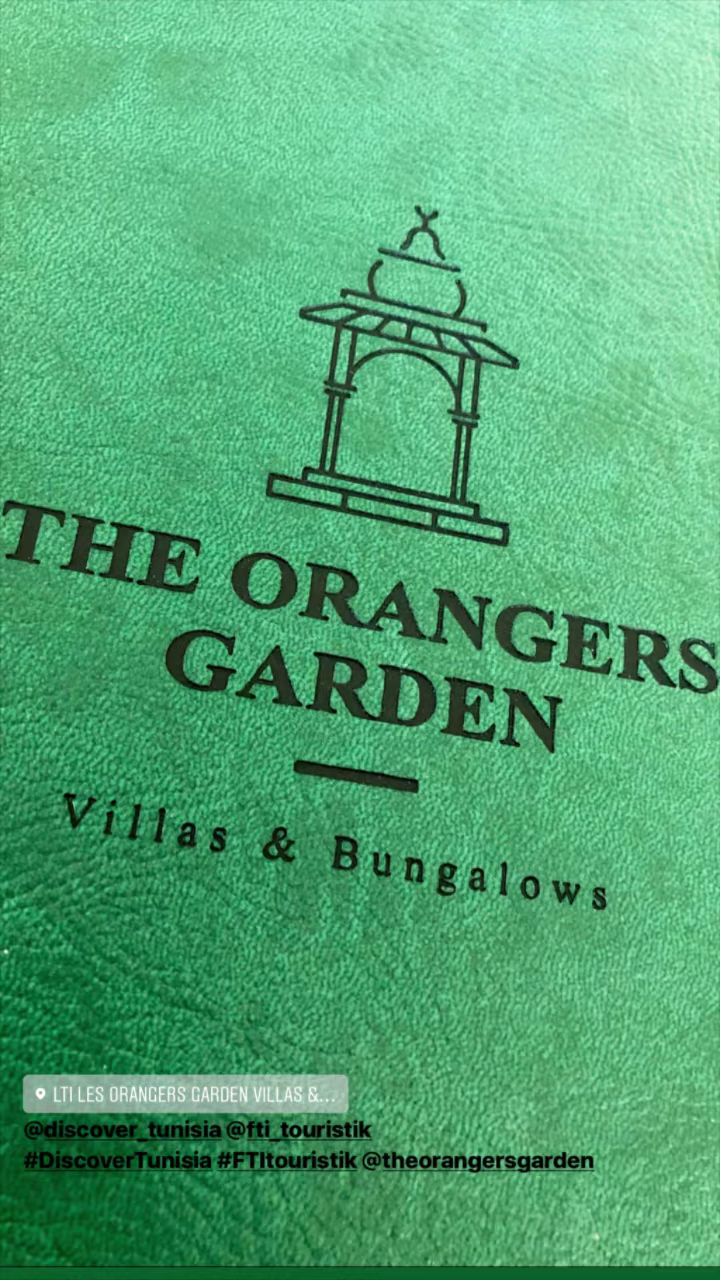 THE ORANGERS
GARDEN
Villas & Bungalows
LTI LES ORANGERS GARDEN VILLAS &...
@discover_tunisia @fti_touristik
#DiscoverTunisia #FTItouristik @theorangersgarden